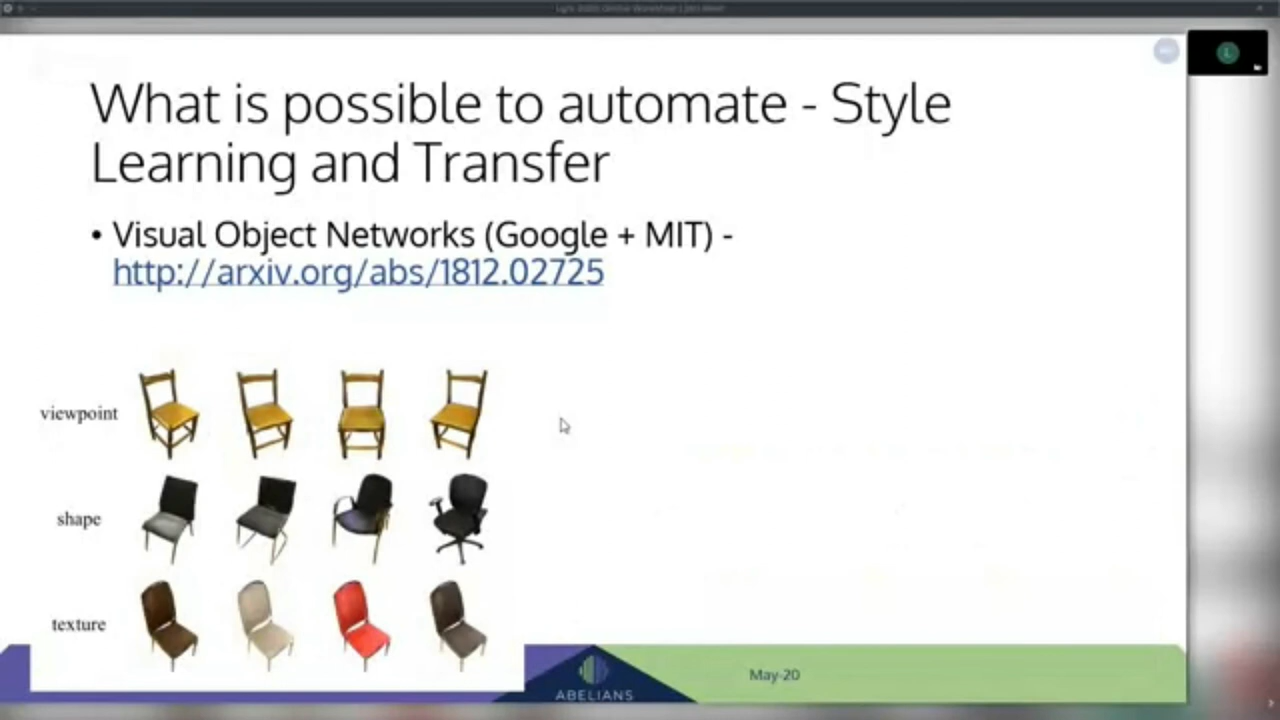 What is possible to automate - Style
Learning and Transfer
• Visual Object Networks (Google + MIT) -
http://arxiv.org/abs/1812.02725
viewpoint
shape
texture
May-20
ABELIANS
L